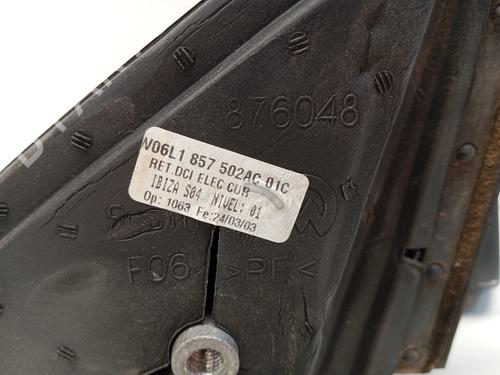 876048
W06L1 857 502AC 01C
RET.DCI ELEC CUR
IBIZA S04 NIVEL: 01
Op: 1063 Fe:24/03/03
F06 >PE<